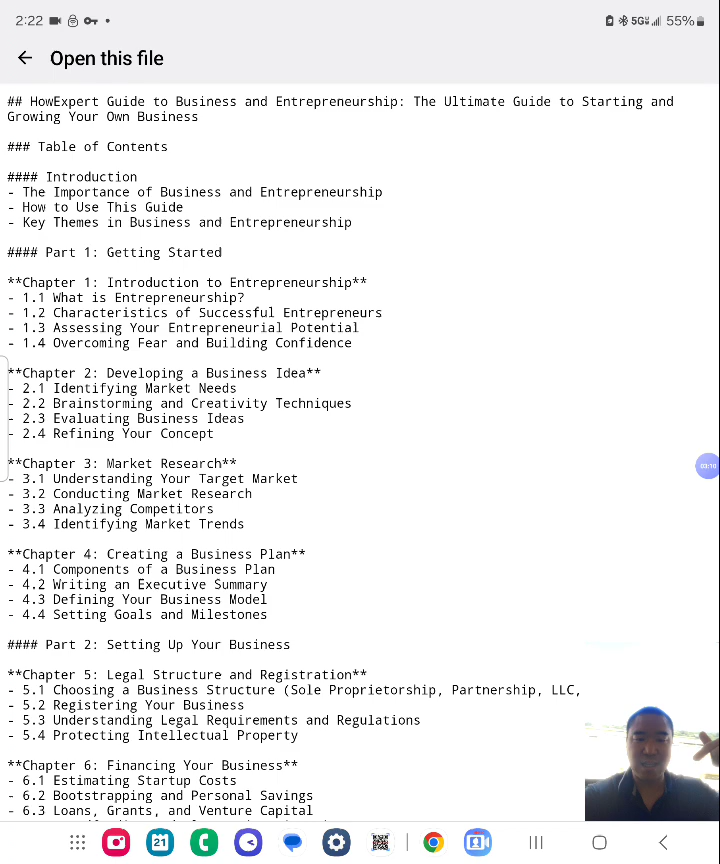 2:22
5G
55%
Open this file
## HowExpert Guide to Business and Entrepreneurship: The Ultimate Guide to Starting and
Growing Your Own Business
### Table of Contents
#### Introduction
- The Importance of Business and Entrepreneurship
- How to Use This Guide
- Key Themes in Business and Entrepreneurship
#### Part 1: Getting Started
**Chapter 1: Introduction to Entrepreneurship**
- 1.1 What is Entrepreneurship?
- 1.2 Characteristics of Successful Entrepreneurs
- 1.3 Assessing Your Entrepreneurial Potential
- 1.4 Overcoming Fear and Building Confidence
**Chapter 2: Developing a Business Idea**
- 2.1 Identifying Market Needs
- 2.2 Brainstorming and Creativity Techniques
- 2.3 Evaluating Business Ideas
- 2.4 Refining Your Concept
**Chapter 3: Market Research**
03:10
- 3.1 Understanding Your Target Market
- 3.2 Conducting Market Research
- 3.3 Analyzing Competitors
- 3.4 Identifying Market Trends
**Chapter 4: Creating a Business Plan**
- 4.1 Components of a Business Plan
- 4.2 Writing an Executive Summary
- 4.3 Defining Your Business Model
- 4.4 Setting Goals and Milestones
#### Part 2: Setting Up Your Business
**Chapter 5: Legal Structure and Registration**
- 5.1 Choosing a Business Structure (Sole Proprietorship, Partnership, LLC,
- 5.2 Registering Your Business
- 5.3 Understanding Legal Requirements and Regulations
- 5.4 Protecting Intellectual Property
**Chapter 6: Financing Your Business**
- 6.1 Estimating Startup Costs
- 6.2 Bootstrapping and Personal Savings
- 6.3 Loans, Grants, and Venture Capital
21